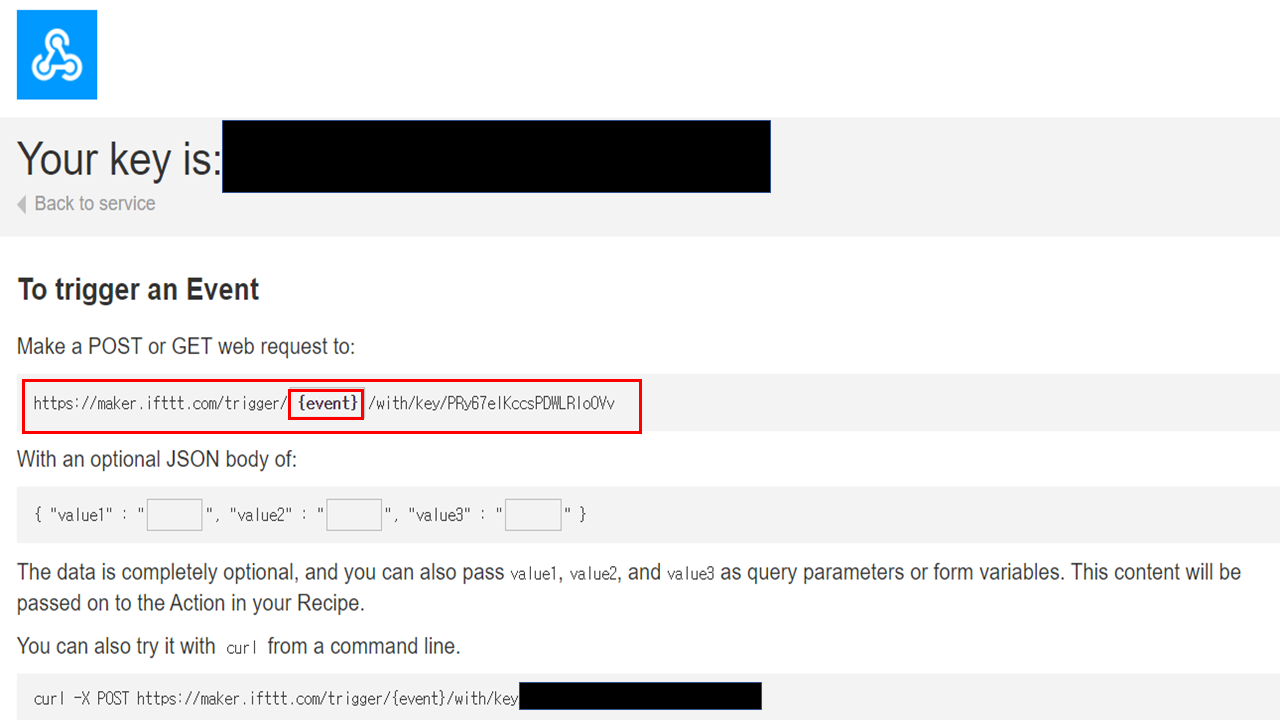 Your key is:
Back to service
To trigger an Event
Make a POST or GET web request to:
https://maker.ifttt.com/trigger/ {event} /with/key/
With an optional JSON body of:
{ "value1" : " ", "value2" : " ", "value3" : " " }
The data is completely optional, and you can also pass value1, value2, and value3 as query parameters or form variables. This content will be
passed on to the Action in your Recipe.
You can also try it with curl from a command line.
curl -X POST https://maker.ifttt.com/trigger/{event}/with/key